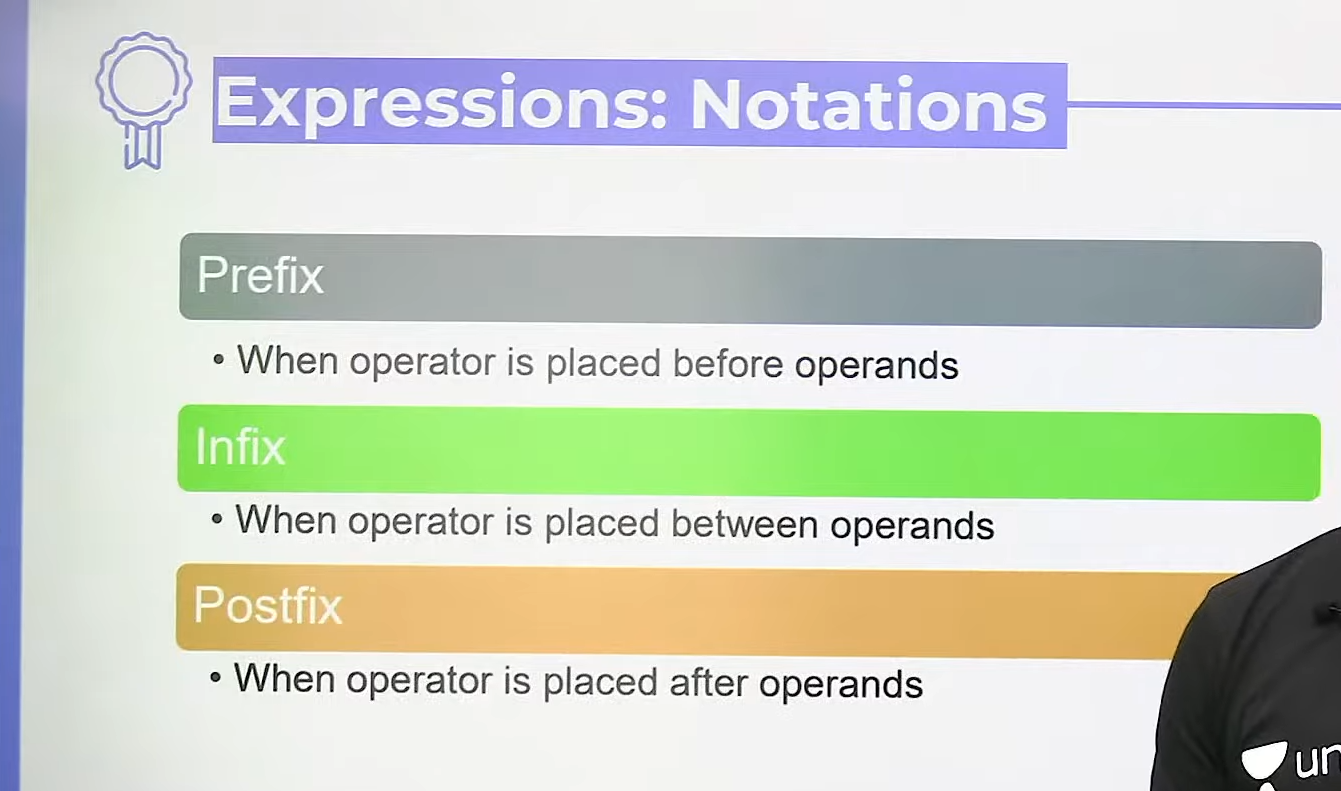 Expressions: Notations
Prefix
• When operator is placed before operands
Infix
• When operator is placed between operands
Postfix
• When operator is placed after operands
un